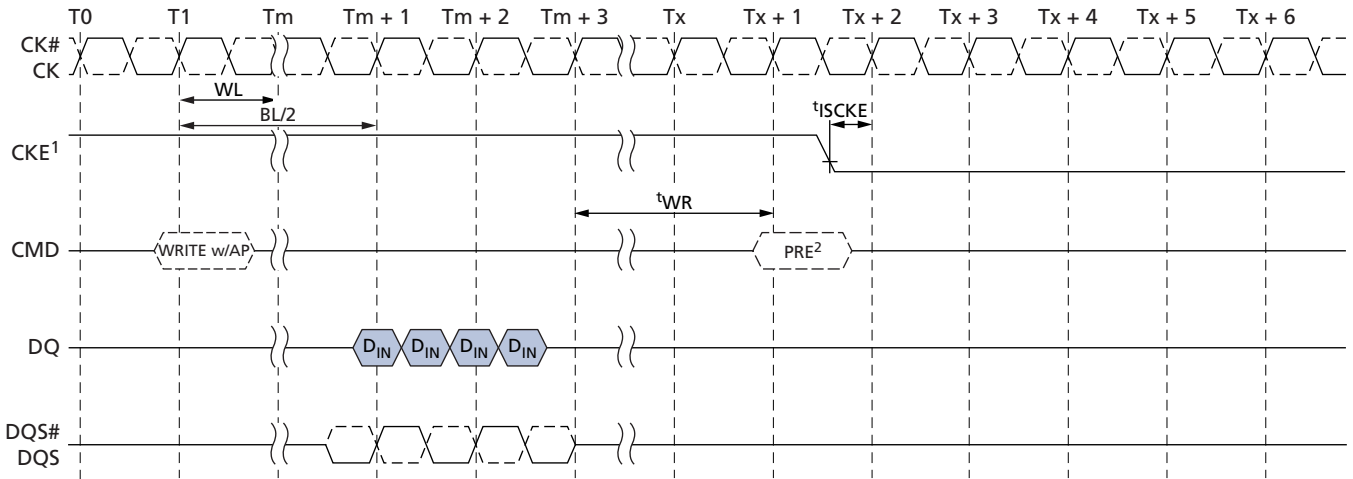 T0 T1 Tm Tm + 1 Tm + 2 Tm + 3 Tx Tx + 1 Tx + 2 Tx + 3 Tx + 4 Tx + 5 Tx + 6
CK#
CK
WL
BL/2
tISCKE
CKE1
tWR
CMD WRITE w/AP PRE2
DQ DIN DIN DIN DIN
DQS#
DQS